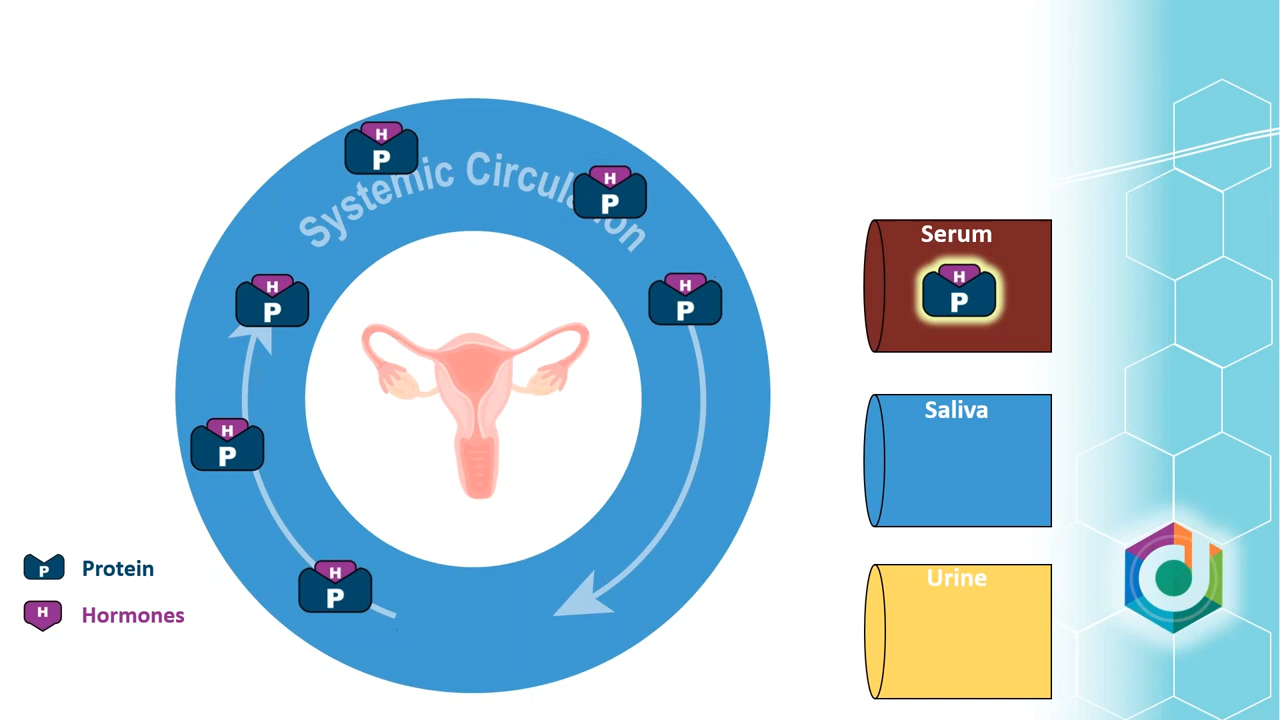 Systemic Circulation
H
P
H
P
H
P
H
P
H
P
H
P
Serum
H
P
Saliva
Urine
P Protein
H Hormones